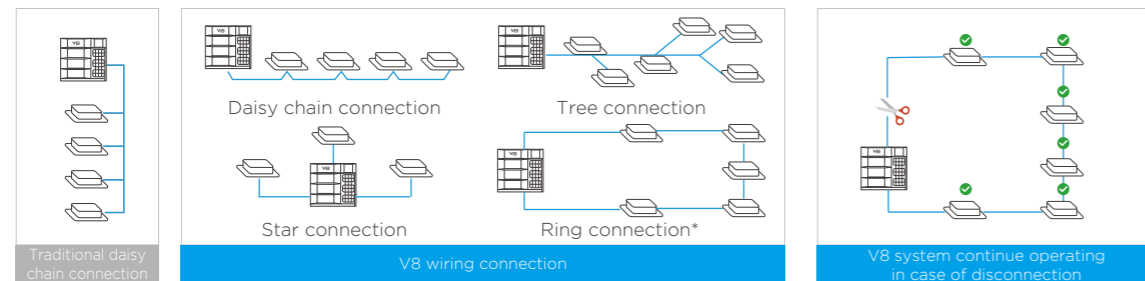 V8
Traditional daisy
chain connection
V8
Daisy chain connection
V8
Tree connection
V8
Star connection
V8
Ring connection*
V8 wiring connection
V8
V8 system continue operating
in case of disconnection